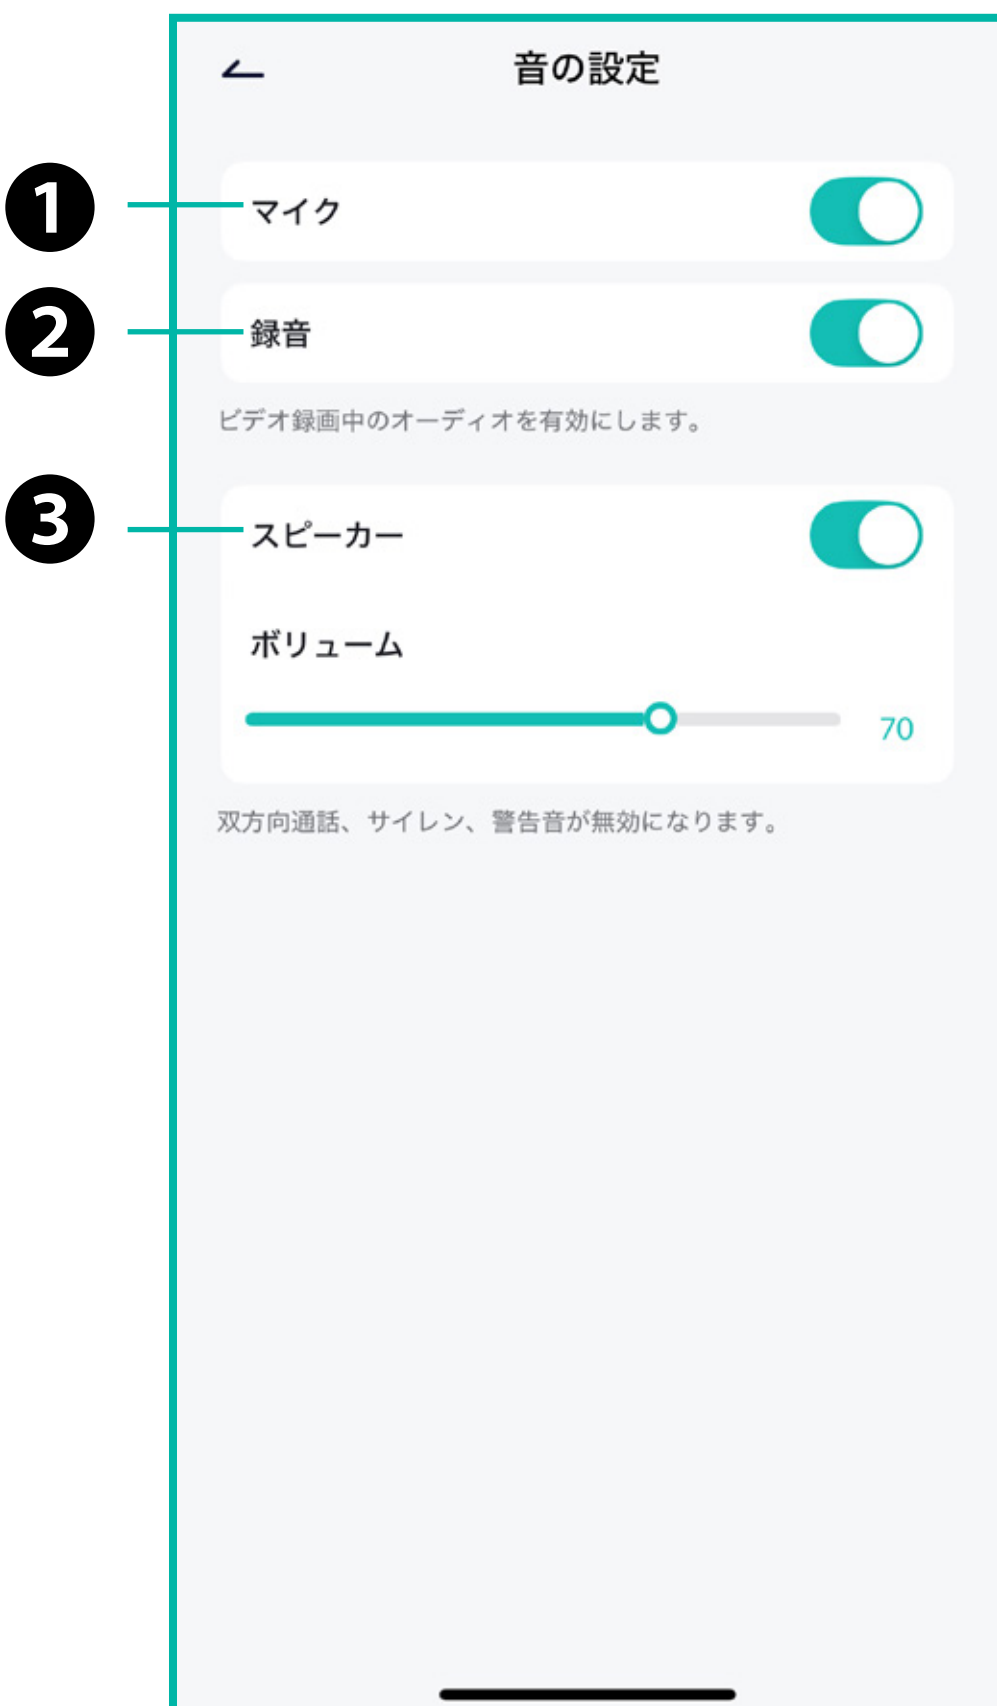 音の設定
❶
マイク
❷
録音
ビデオ録画中のオーディオを有効にします。
❸
スピーカー
ボリューム
70
双方向通話、サイレン、警告音が無効になります。